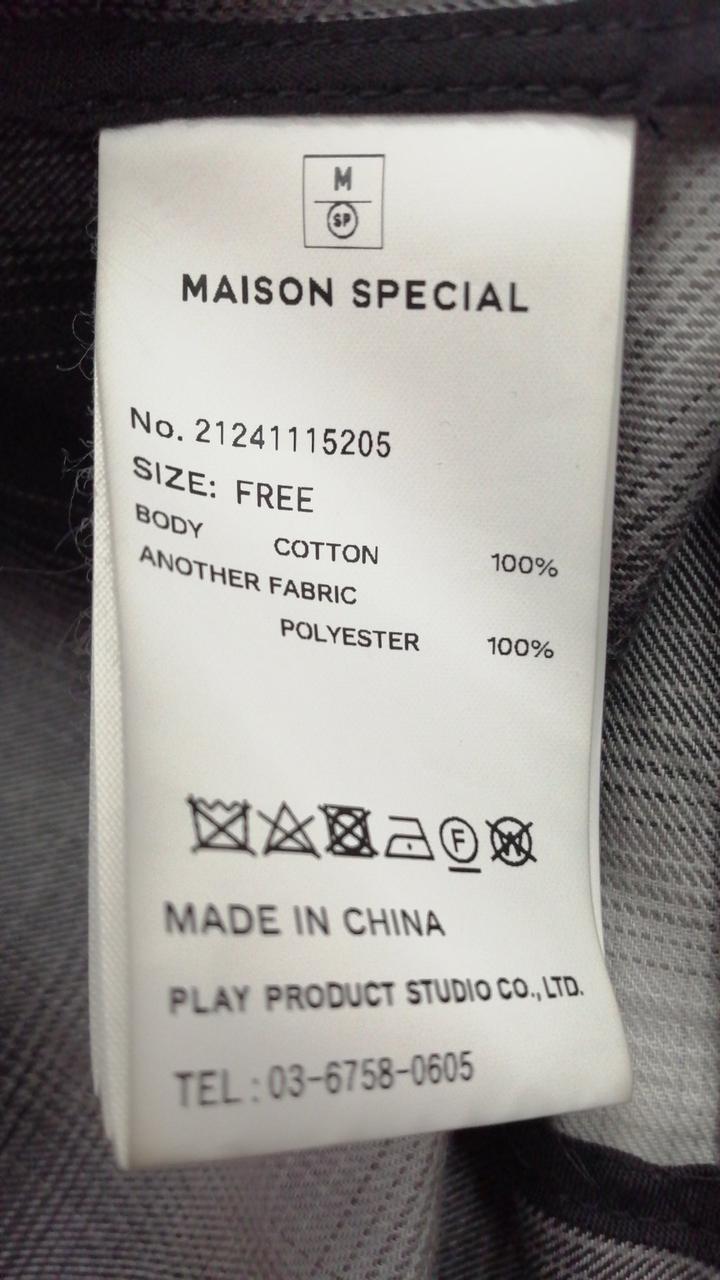 M
SP
MAISON SPECIAL
No. 21241115205
SIZE: FREE
BODY COTTON 100%
ANOTHER FABRIC
POLYESTER 100%
F W
MADE IN CHINA
PLAY PRODUCT STUDIO CO., LTD.
TEL : 03-6758-0605